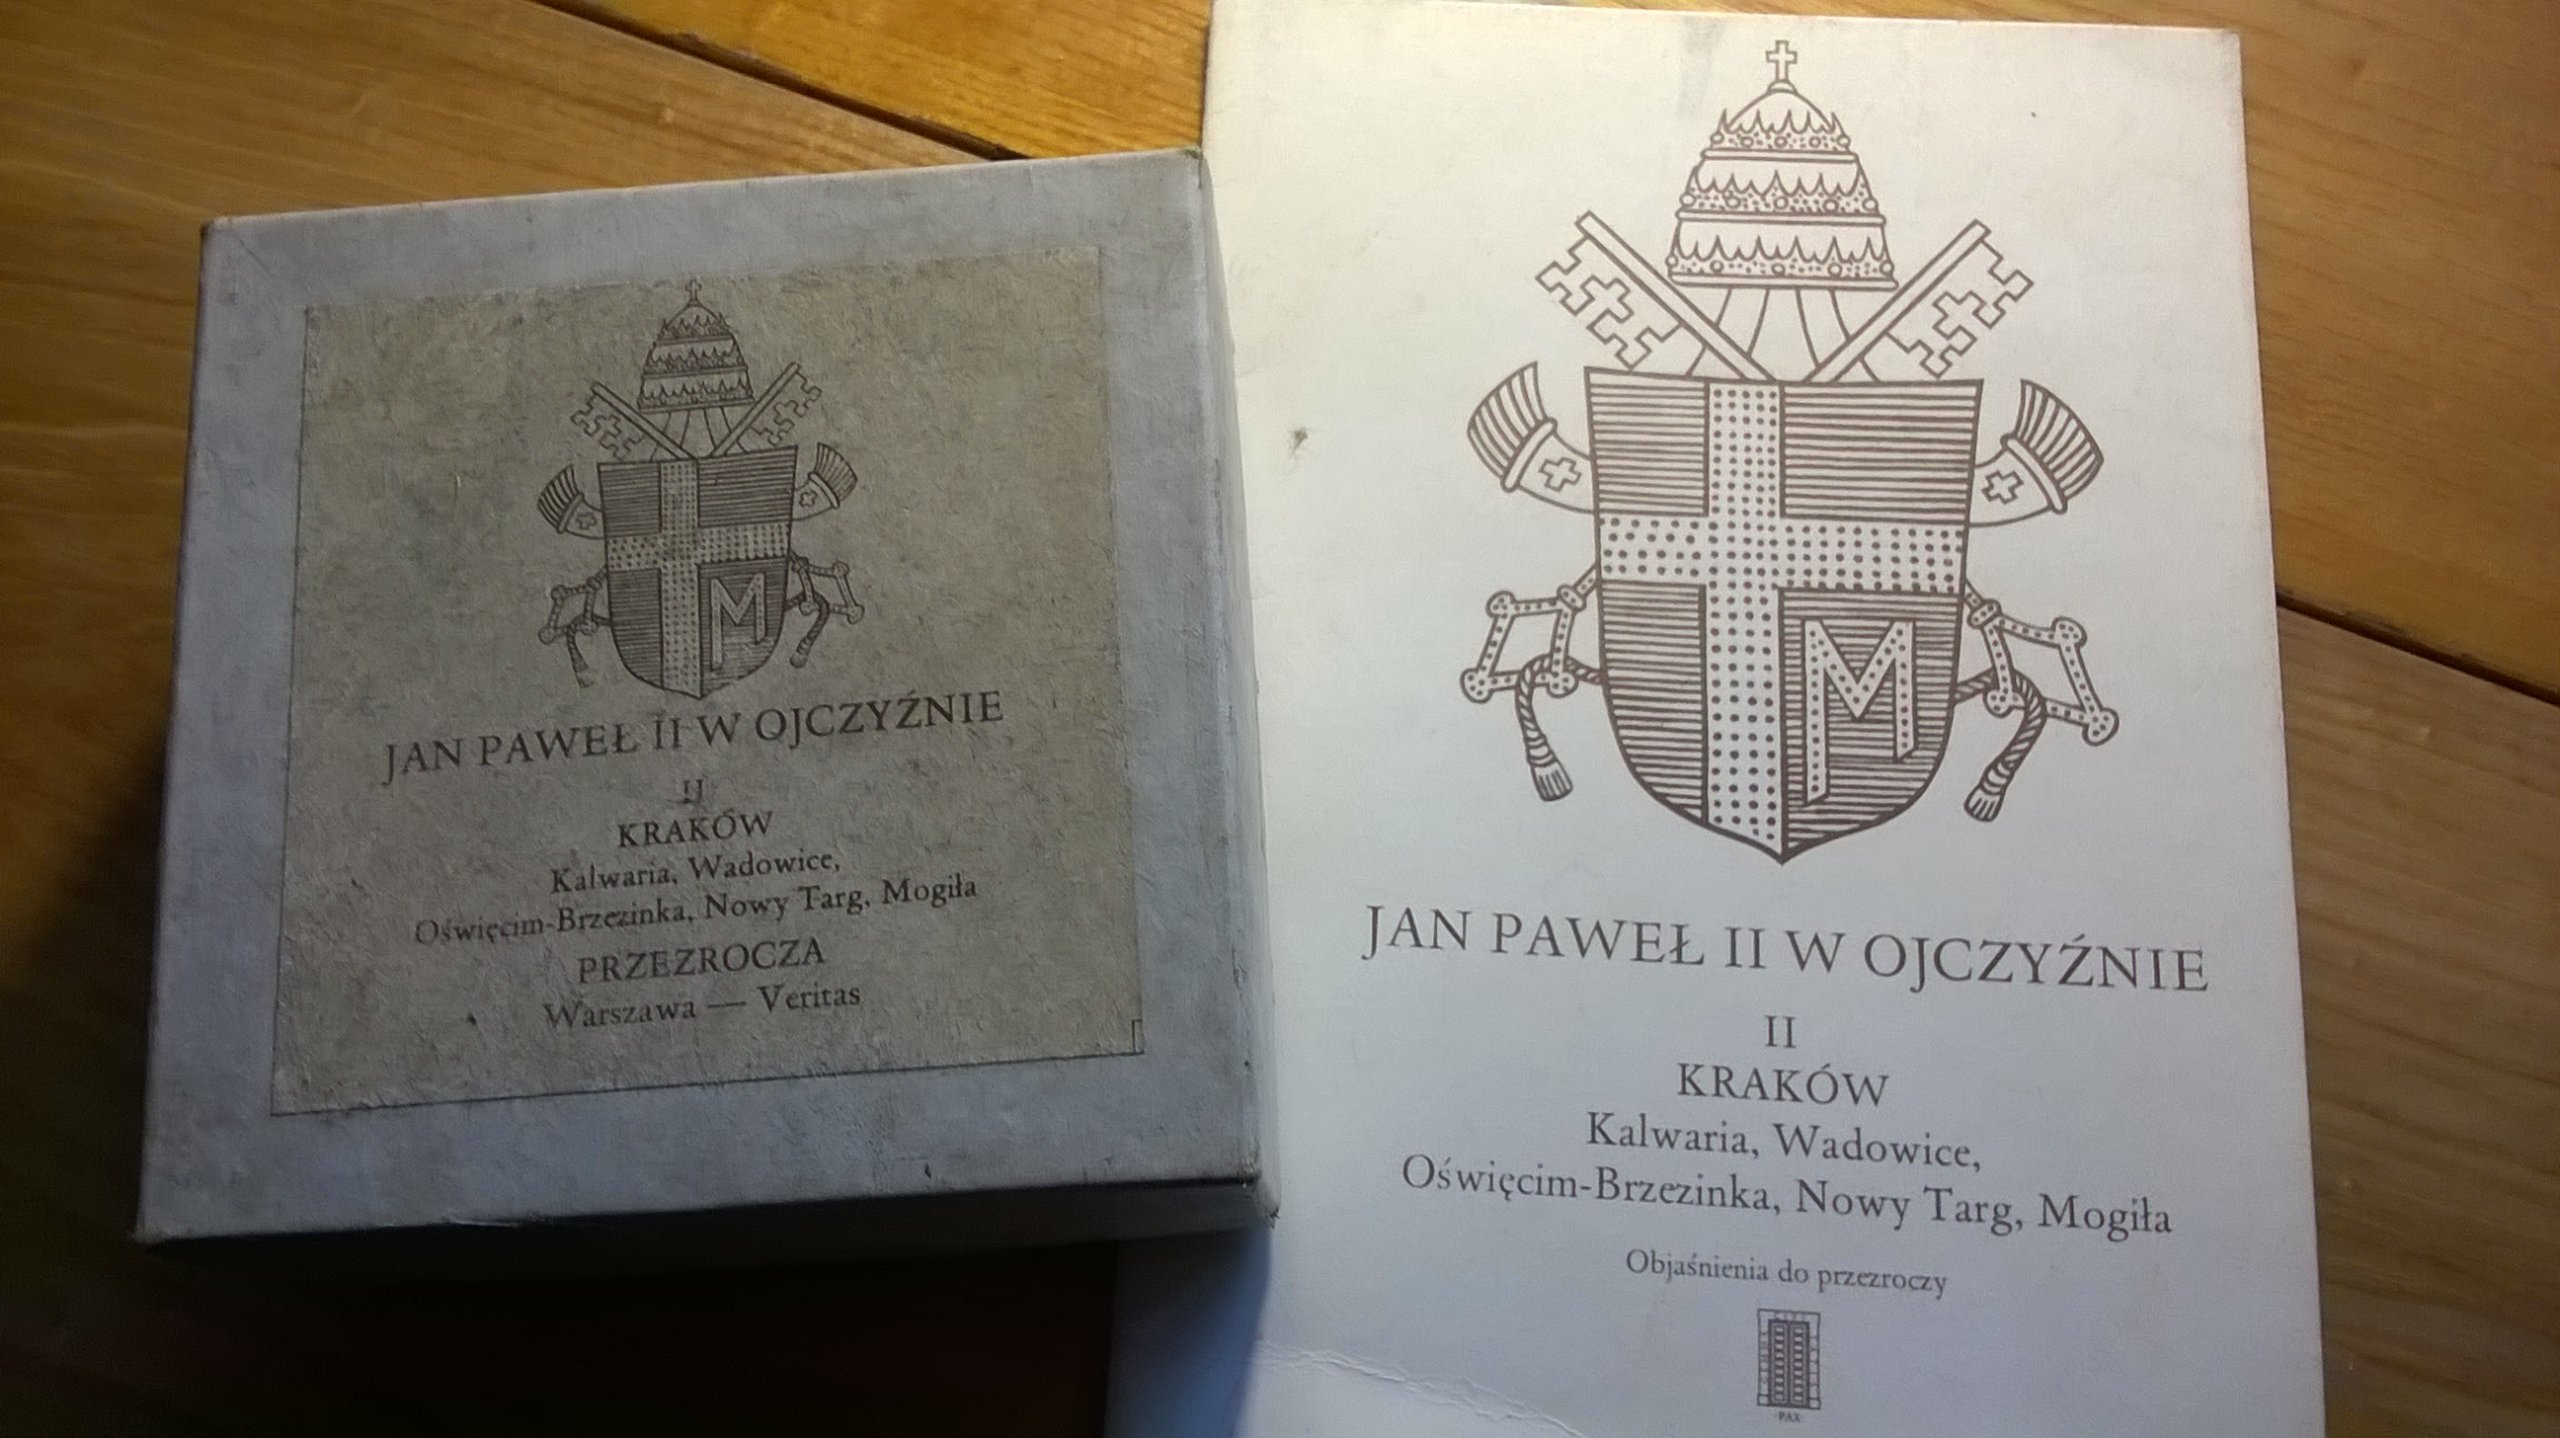 JAN PAWEŁ II W OJCZYŹNIE
II
KRAKÓW
Kalwaria, Wadowice,
Oświęcim-Brzezinka, Nowy Targ, Mogiła
PRZEZROCZA
Warszawa — Veritas
M
JAN PAWEŁ II W OJCZYŹNIE
II
KRAKÓW
Kalwaria, Wadowice,
Oświęcim-Brzezinka, Nowy Targ, Mogiła
Objaśnienia do przezroczy
PAX
M